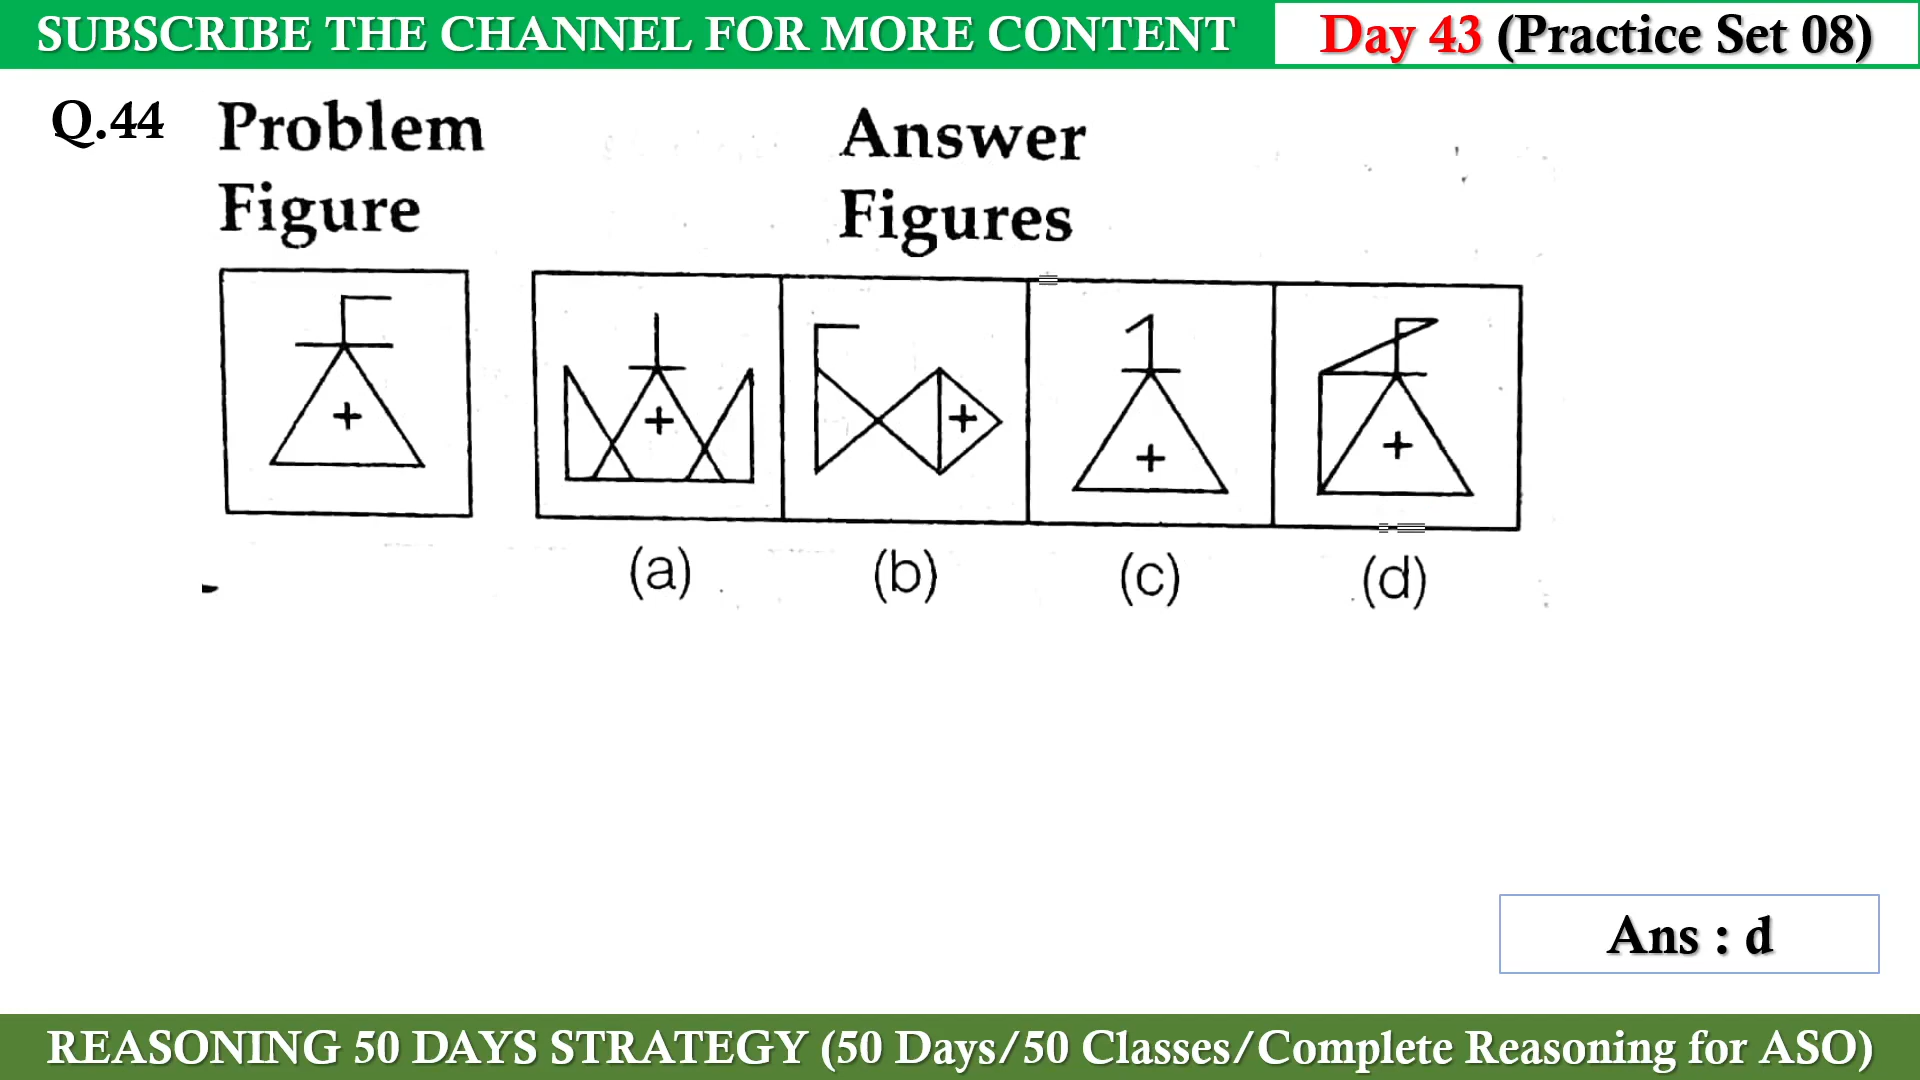 SUBSCRIBE THE CHANNEL FOR MORE CONTENT
Day 43 (Practice Set 08)
Q.44
Problem
Figure
Answer
Figures
(a)
(b)
(c)
(d)
Ans : d
REASONING 50 DAYS STRATEGY (50 Days/50 Classes/Complete Reasoning for ASO)